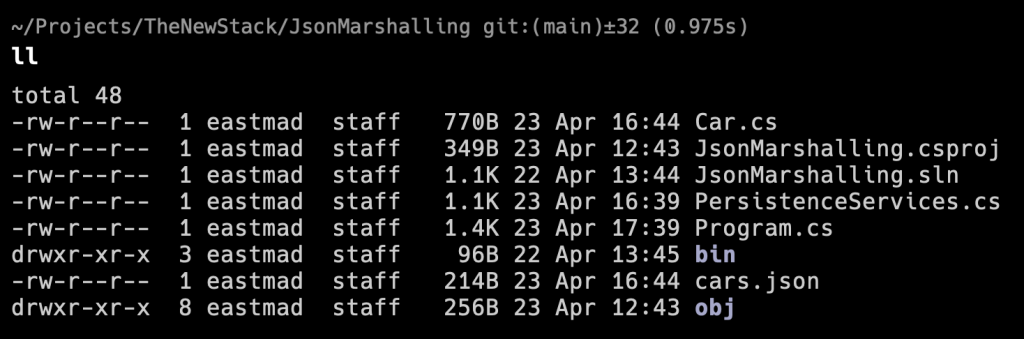 ~/Projects/TheNewStack/JsonMarshalling git:(main)±32 (0.975s)
ll
total 48
-rw-r--r--  1 eastmad  staff   770B 23 Apr 16:44 Car.cs
-rw-r--r--  1 eastmad  staff   349B 23 Apr 12:43 JsonMarshalling.csproj
-rw-r--r--  1 eastmad  staff   1.1K 22 Apr 13:44 JsonMarshalling.sln
-rw-r--r--  1 eastmad  staff   1.1K 23 Apr 16:39 PersistenceServices.cs
-rw-r--r--  1 eastmad  staff   1.4K 23 Apr 17:39 Program.cs
drwxr-xr-x  3 eastmad  staff    96B 22 Apr 13:45 bin
-rw-r--r--  1 eastmad  staff   214B 23 Apr 16:44 cars.json
drwxr-xr-x  8 eastmad  staff   256B 23 Apr 12:43 obj